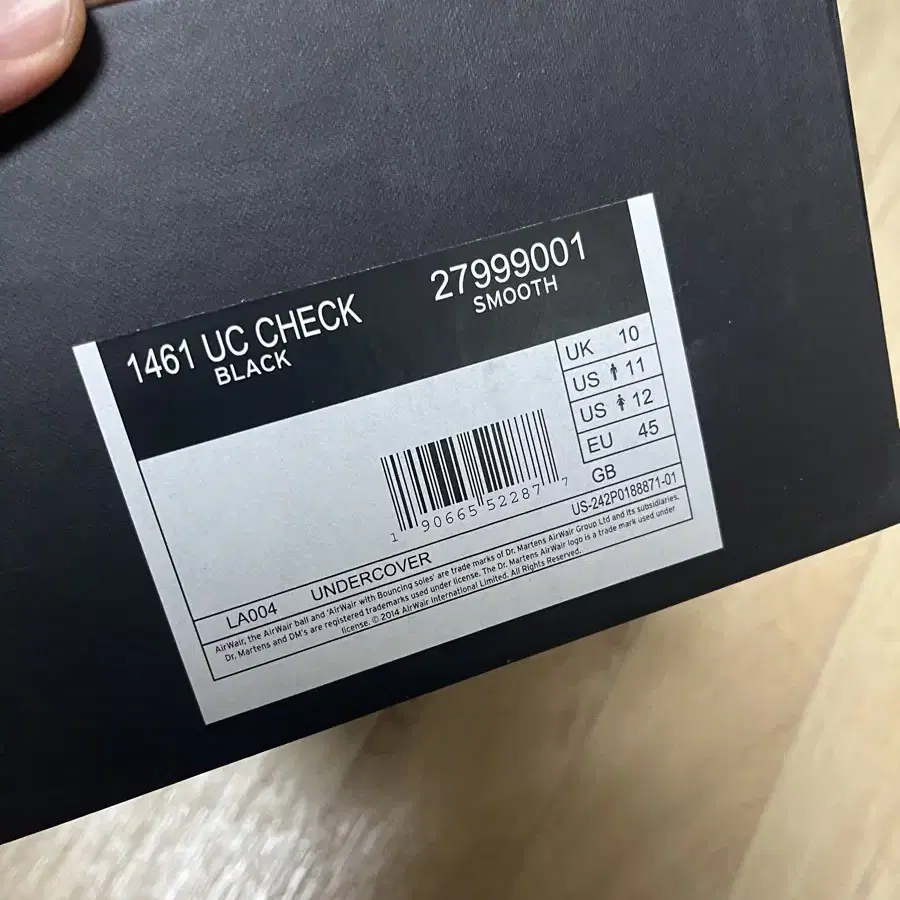 1461 UC CHECK 27999001
BLACK SMOOTH
UK 10
US 11
US 12
EU 45
1 90665 52287 7
GB
US-242P0188871-01
LA004 UNDERCOVER
AirWair, the AirWair ball and 'AirWair with Bouncing soles' are trade marks of Dr. Martens AirWair Group Ltd and its subsidiaries.
Dr. Martens and DM's are registered trademarks used under license. The Dr. Martens AirWair logo is a trade mark used under
license. © 2014 AirWair International Limited. All Rights Reserved.